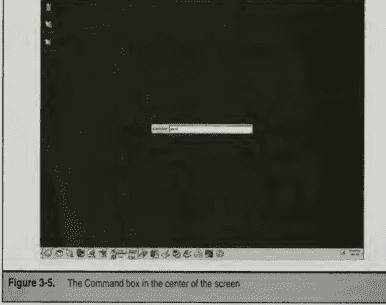 Figure 3-5. The Command box in the center of the screen